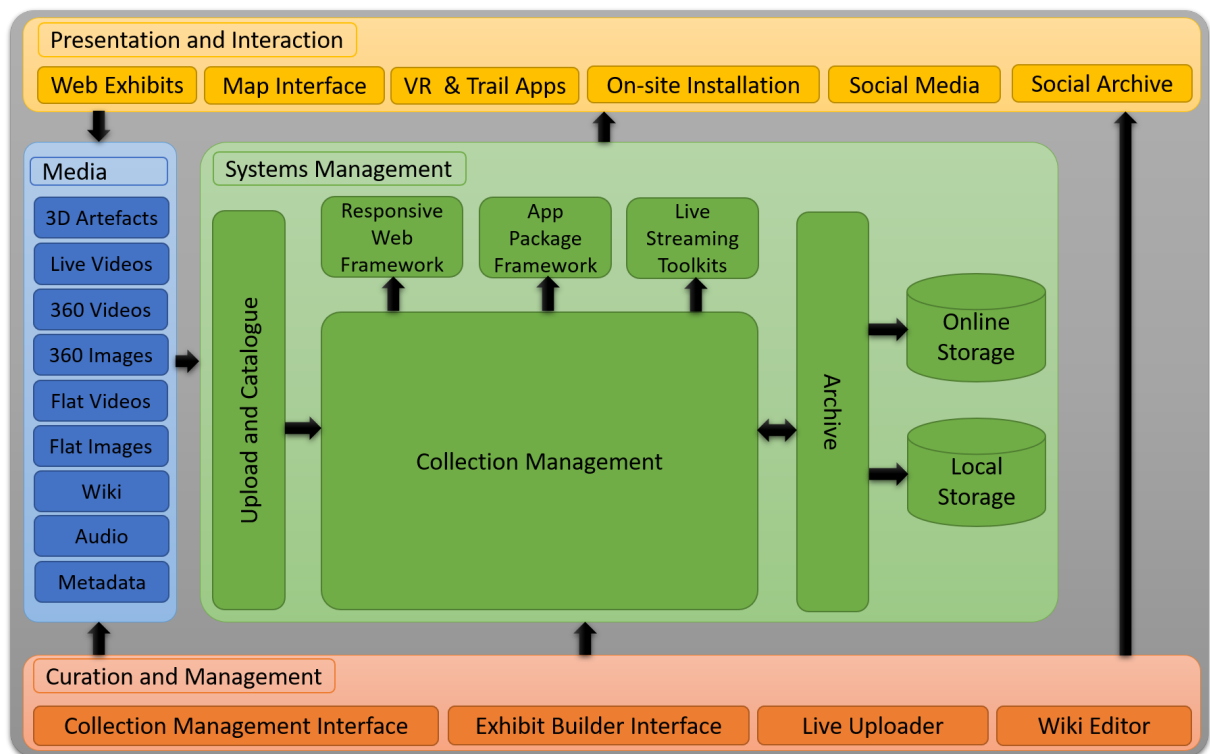 Presentation and Interaction
Web Exhibits
Map Interface
VR & Trail Apps
On-site Installation
Social Media
Social Archive
Media
3D Artefacts
Live Videos
360 Videos
360 Images
Flat Videos
Flat Images
Wiki
Audio
Metadata
Systems Management
Upload and Catalogue
Responsive
Web
Framework
App
Package
Framework
Live
Streaming
Toolkits
Collection Management
Archive
Online
Storage
Local
Storage
Curation and Management
Collection Management Interface
Exhibit Builder Interface
Live Uploader
Wiki Editor